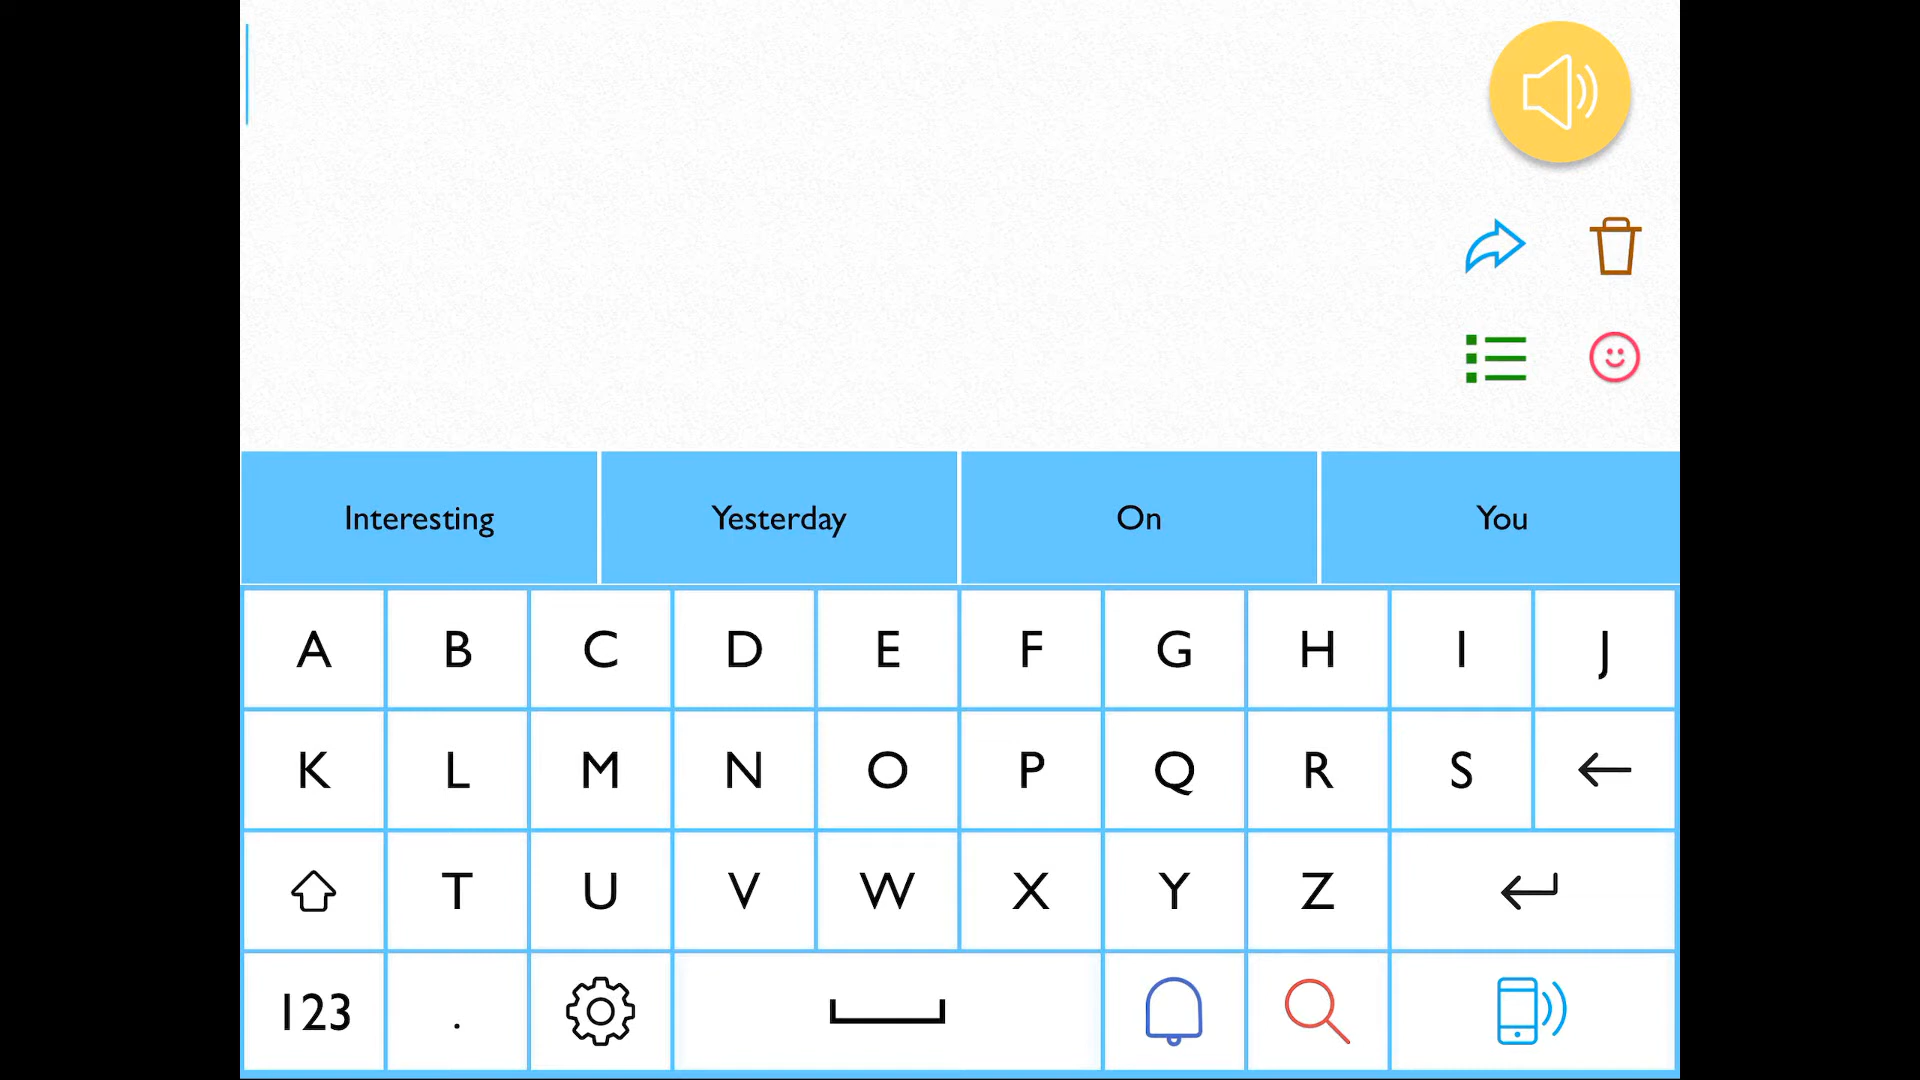 Interesting Yesterday On You
A B C D E F G H I J
K L M N O P Q R S
T U V W X Y Z
123 .